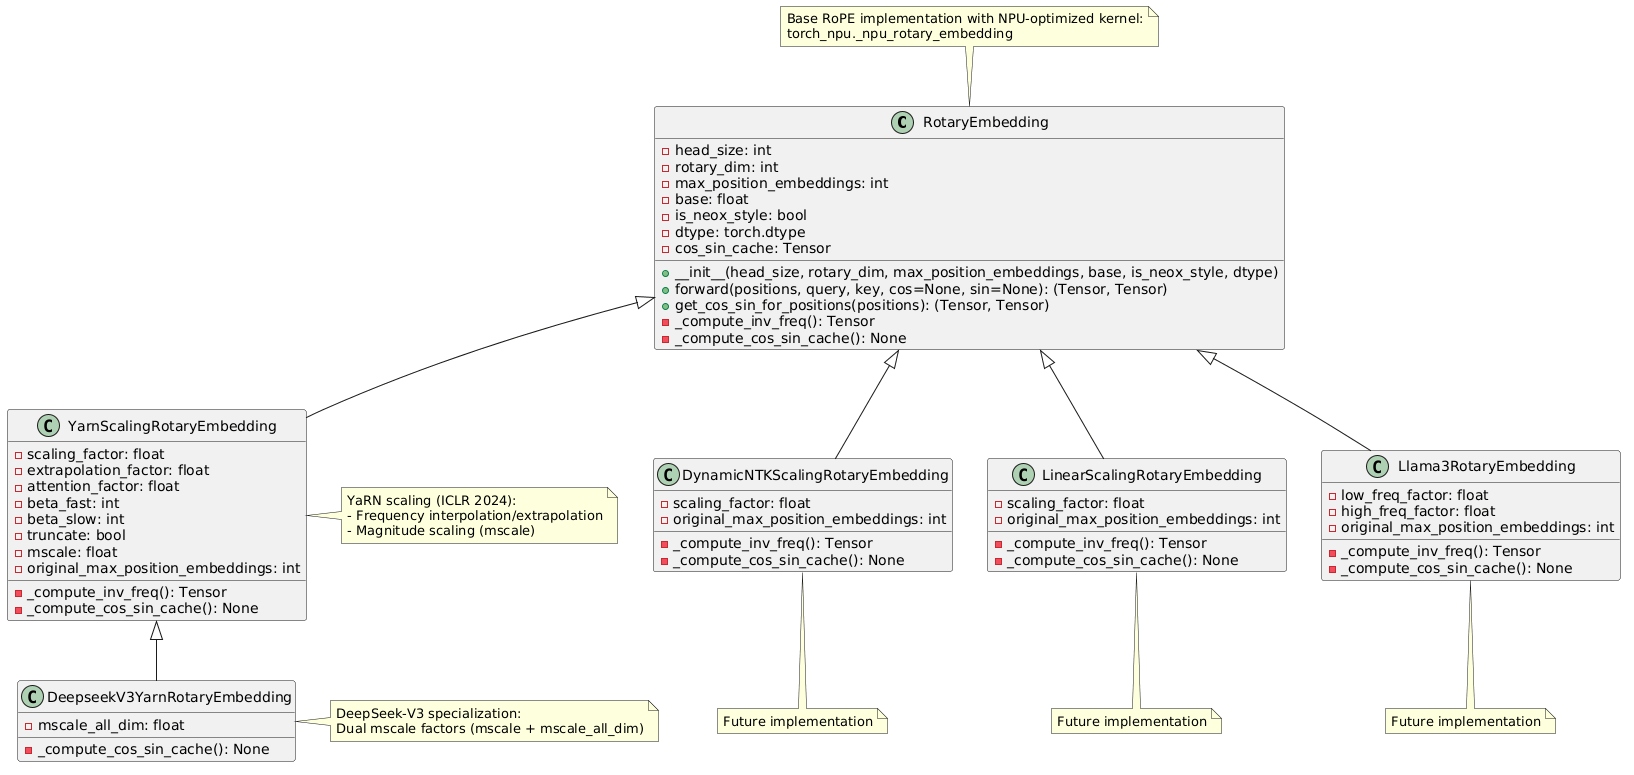 Base RoPE implementation with NPU-optimized kernel:
torch_npu._npu_rotary_embedding
C RotaryEmbedding
head_size: int
rotary_dim: int
max_position_embeddings: int
base: float
is_neox_style: bool
dtype: torch.dtype
cos_sin_cache: Tensor
__init__(head_size, rotary_dim, max_position_embeddings, base, is_neox_style, dtype)
forward(positions, query, key, cos=None, sin=None): (Tensor, Tensor)
get_cos_sin_for_positions(positions): (Tensor, Tensor)
_compute_inv_freq(): Tensor
_compute_cos_sin_cache(): None
C YarnScalingRotaryEmbedding
scaling_factor: float
extrapolation_factor: float
attention_factor: float
beta_fast: int
beta_slow: int
truncate: bool
mscale: float
original_max_position_embeddings: int
_compute_inv_freq(): Tensor
_compute_cos_sin_cache(): None
YaRN scaling (ICLR 2024):
- Frequency interpolation/extrapolation
- Magnitude scaling (mscale)
C DynamicNTKScalingRotaryEmbedding
scaling_factor: float
original_max_position_embeddings: int
_compute_inv_freq(): Tensor
_compute_cos_sin_cache(): None
C LinearScalingRotaryEmbedding
scaling_factor: float
original_max_position_embeddings: int
_compute_inv_freq(): Tensor
_compute_cos_sin_cache(): None
C Llama3RotaryEmbedding
low_freq_factor: float
high_freq_factor: float
original_max_position_embeddings: int
_compute_inv_freq(): Tensor
_compute_cos_sin_cache(): None
C DeepseekV3YarnRotaryEmbedding
mscale_all_dim: float
_compute_cos_sin_cache(): None
DeepSeek-V3 specialization:
Dual mscale factors (mscale + mscale_all_dim)
Future implementation
Future implementation
Future implementation